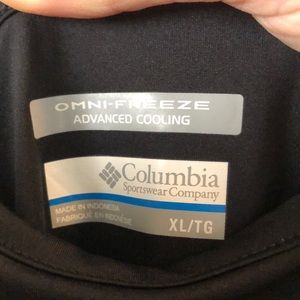 OMNI-FREEZE
ADVANCED COOLING
Columbia
Sportswear Company
MADE IN INDONESIA
FABRIQUÉ EN INDONÉSIE
XL/TG